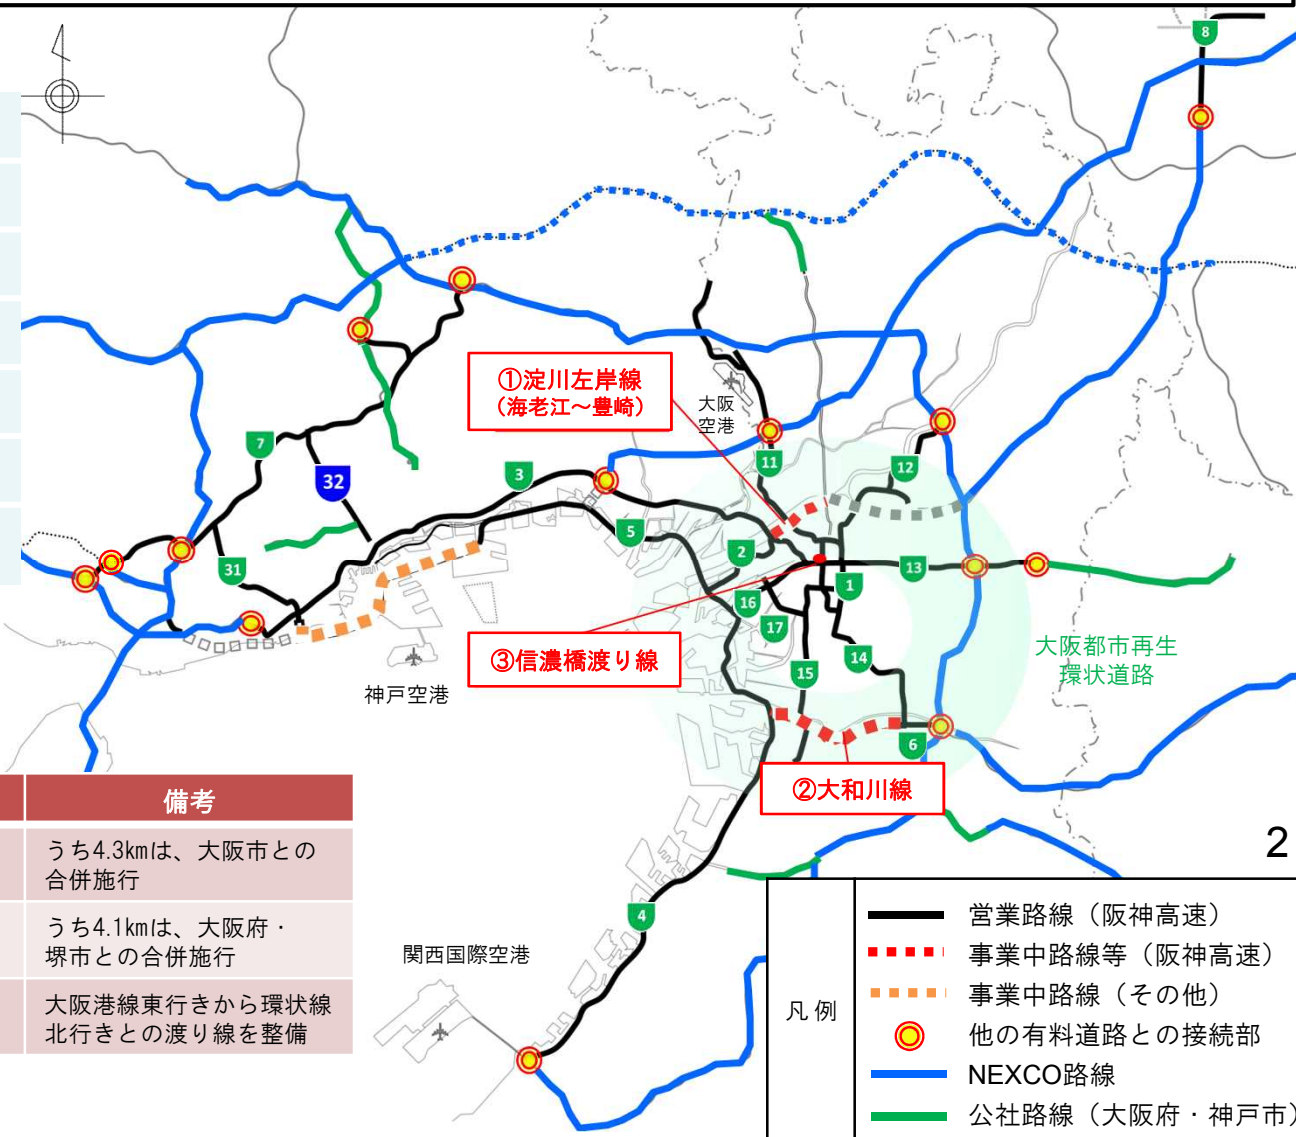 8
①淀川左岸線
(海老江～豊崎)
大阪
空港
7
32
3
11
12
5
2
31
13
1
16
17
14
15
大阪都市再生
環状道路
③信濃橋渡り線
神戸空港
6
②大和川線
備考
うち4.3kmは、大阪市との
合併施行
うち4.1kmは、大阪府・
堺市との合併施行
大阪港線東行きから環状線
北行きとの渡り線を整備
2
4
関西国際空港
凡例
営業路線（阪神高速）
事業中路線等（阪神高速）
事業中路線（その他）
他の有料道路との接続部
NEXCO路線
公社路線（大阪府・神戸市）